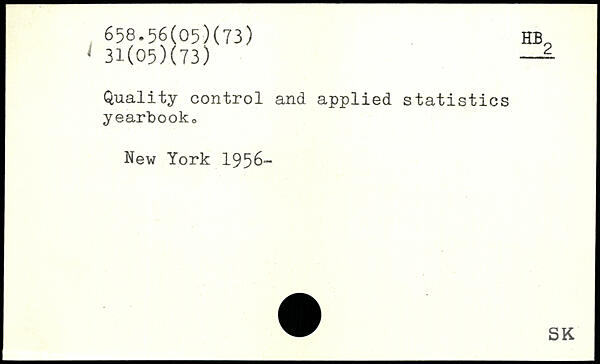 658.56(05)(73)
HB2
31(05)(73)
Quality control and applied statistics
yearbook.
New York 1956-
SK